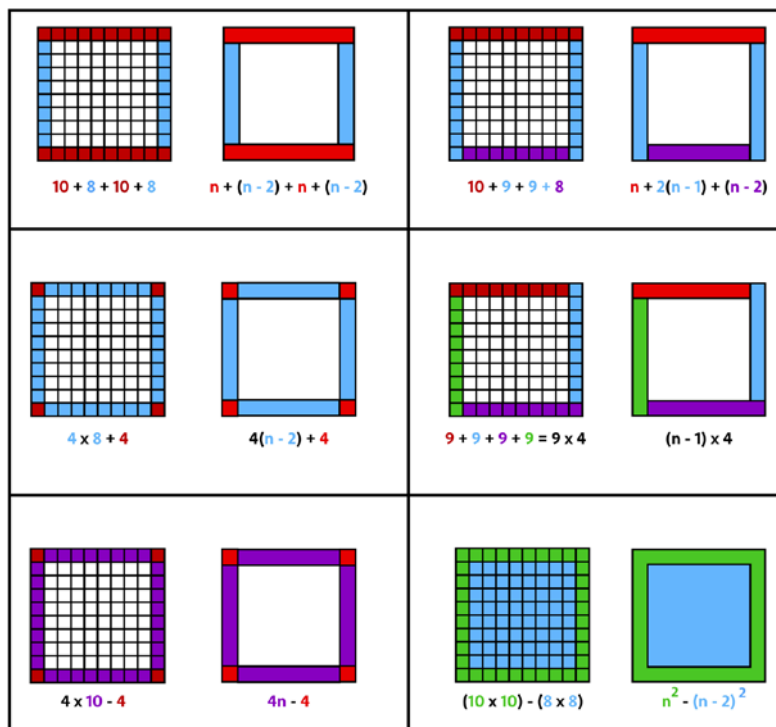 10 + 8 + 10 + 8
n + (n - 2) + n + (n - 2)
10 + 9 + 9 + 8
n + 2(n - 1) + (n - 2)
4 x 8 + 4
4(n - 2) + 4
9 + 9 + 9 + 9 = 9 x 4
(n - 1) x 4
4 x 10 - 4
4n - 4
(10 x 10) - (8 x 8)
n² - (n - 2)²